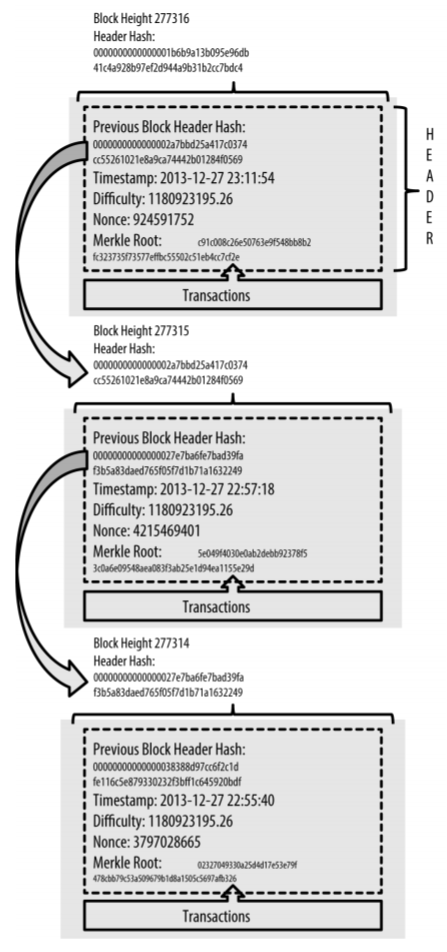 Block Height 277316
Header Hash:
0000000000000001b6b9a13b095e96db
41c4a928b97ef2d944a9b31b2cc7bdc4
Previous Block Header Hash:
0000000000000002a7bbd25a417c0374
cc55261021e8a9ca74442b01284f0569
Timestamp: 2013-12-27 23:11:54
Difficulty: 1180923195.26
Nonce: 924591752
Merkle Root: c91c008c26e50763e9f548bb8b2
fc323735f73577effbc55502c51eb4cc7cf2e
Transactions
HEADER
Block Height 277315
Header Hash:
0000000000000002a7bbd25a417c0374
cc55261021e8a9ca74442b01284f0569
Previous Block Header Hash:
00000000000000027e7ba6fe7bad39fa
f3b5a83daed765f05f7d1b71a1632249
Timestamp: 2013-12-27 22:57:18
Difficulty: 1180923195.26
Nonce: 4215469401
Merkle Root: 5e049f4030e0ab2debb92378f5
3c0a6e09548aea083f3ab25e1d94ea1155e29d
Transactions
Block Height 277314
Header Hash:
00000000000000027e7ba6fe7bad39fa
f3b5a83daed765f05f7d1b71a1632249
Previous Block Header Hash:
00000000000000038388d97cc6f2c1d
fe116c5e879330232f3bff1c645920bdf
Timestamp: 2013-12-27 22:55:40
Difficulty: 1180923195.26
Nonce: 3797028665
Merkle Root: 02327049330a25d4d17e53e79f
478cbb79c53a509679b1d8a1505c5697afb326
Transactions